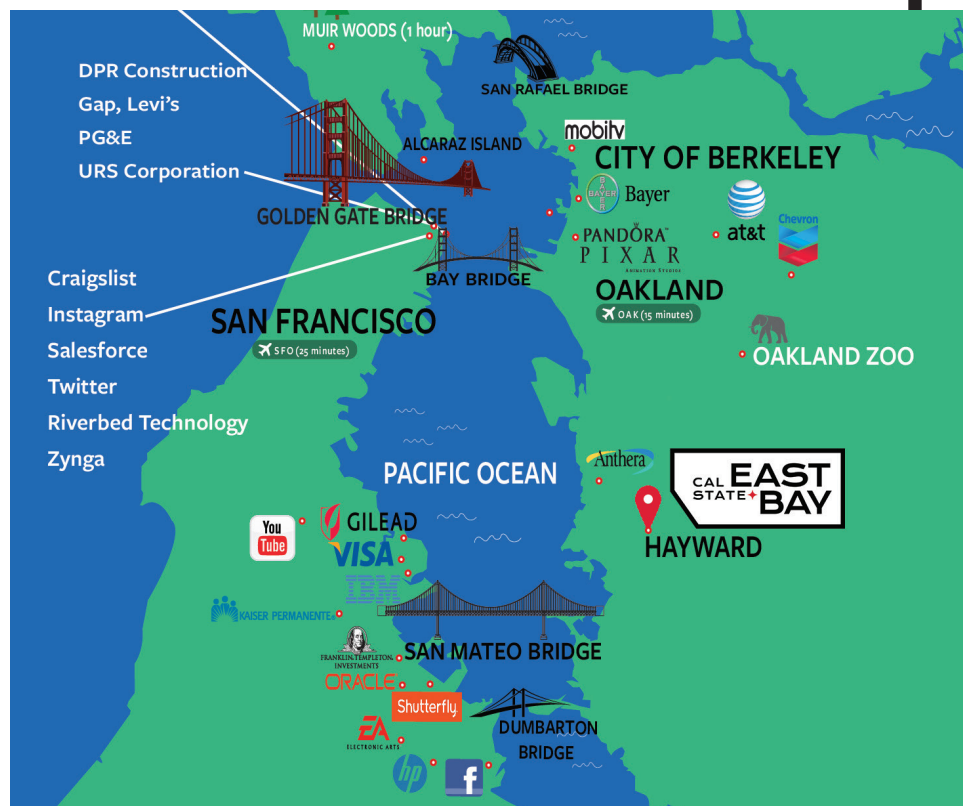 MUIR WOODS (1 hour)
DPR Construction
Gap, Levi's
PG&E
URS Corporation
SAN RAFAEL BRIDGE
ALCARAZ ISLAND
GOLDEN GATE BRIDGE
mobitv
CITY OF BERKELEY
BAYER
BAYER
Bayer
at&t
Chevron
PANDÖRA™
PIXAR
ANIMATION STUDIOS
BAY BRIDGE
OAKLAND
OAK (15 minutes)
Craigslist
Instagram
Salesforce
Twitter
Riverbed Technology
Zynga
SAN FRANCISCO
SFO (25 minutes)
OAKLAND ZOO
PACIFIC OCEAN
Anthera
CAL STATE EAST BAY
HAYWARD
You
Tube
GILEAD
VISA
IBM
KAISER PERMANENTE®
SAN MATEO BRIDGE
FRANKLIN TEMPLETON
INVESTMENTS
ORACLE
Shutterfly
EA
ELECTRONIC ARTS
DUMBARTON
BRIDGE
hp
f